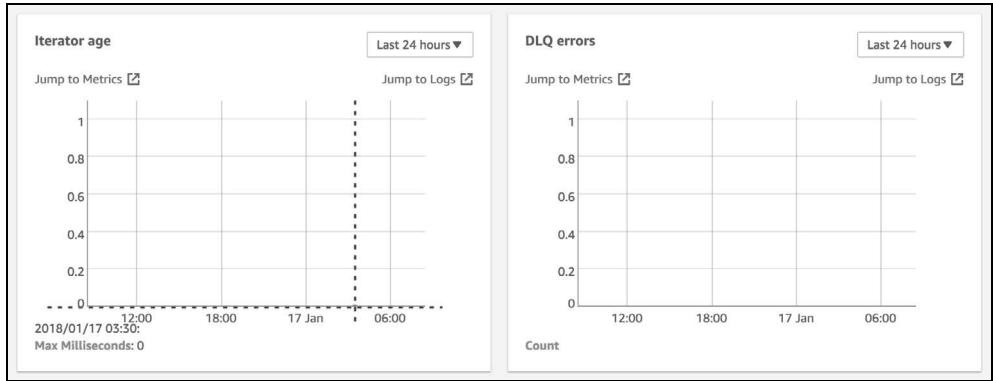 Iterator age
Last 24 hours▼
Jump to Metrics
Jump to Logs
1
0.8
0.6
0.4
0.2
0
12:00
18:00
17 Jan
06:00
2018/01/17 03:30:
Max Milliseconds: 0
DLQ errors
Last 24 hours▼
Jump to Metrics
Jump to Logs
1
0.8
0.6
0.4
0.2
0
12:00
18:00
17 Jan
06:00
Count